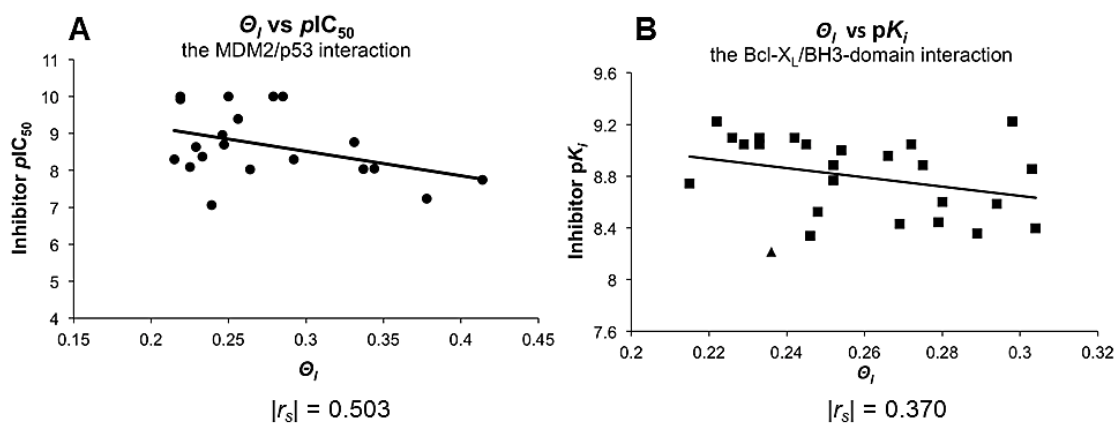 A
ΘI vs pIC50
the MDM2/p53 interaction
Inhibitor pIC50
11
10
9
8
7
6
5
4
0.15
0.2
0.25
0.3
0.35
0.4
0.45
ΘI
|rs| = 0.503
B
ΘI vs pKi
the Bcl-XL/BH3-domain interaction
Inhibitor pKi
9.6
9.2
8.8
8.4
8
7.6
0.2
0.22
0.24
0.26
0.28
0.3
0.32
ΘI
|rs| = 0.370